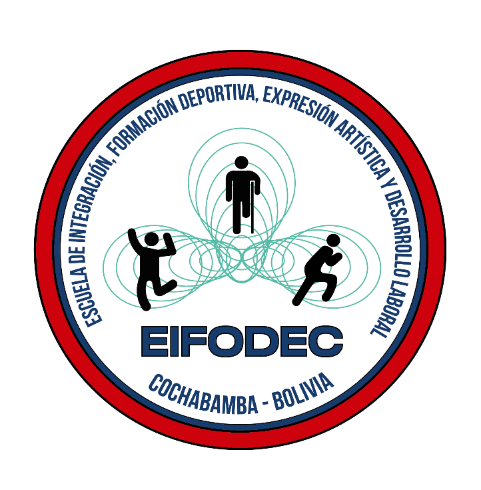 ESCUELA DE INTEGRACIÓN, FORMACIÓN DEPORTIVA, EXPRESIÓN ARTÍSTICA Y DESARROLLO LABORAL
EIFODEC
COCHABAMBA - BOLIVIA